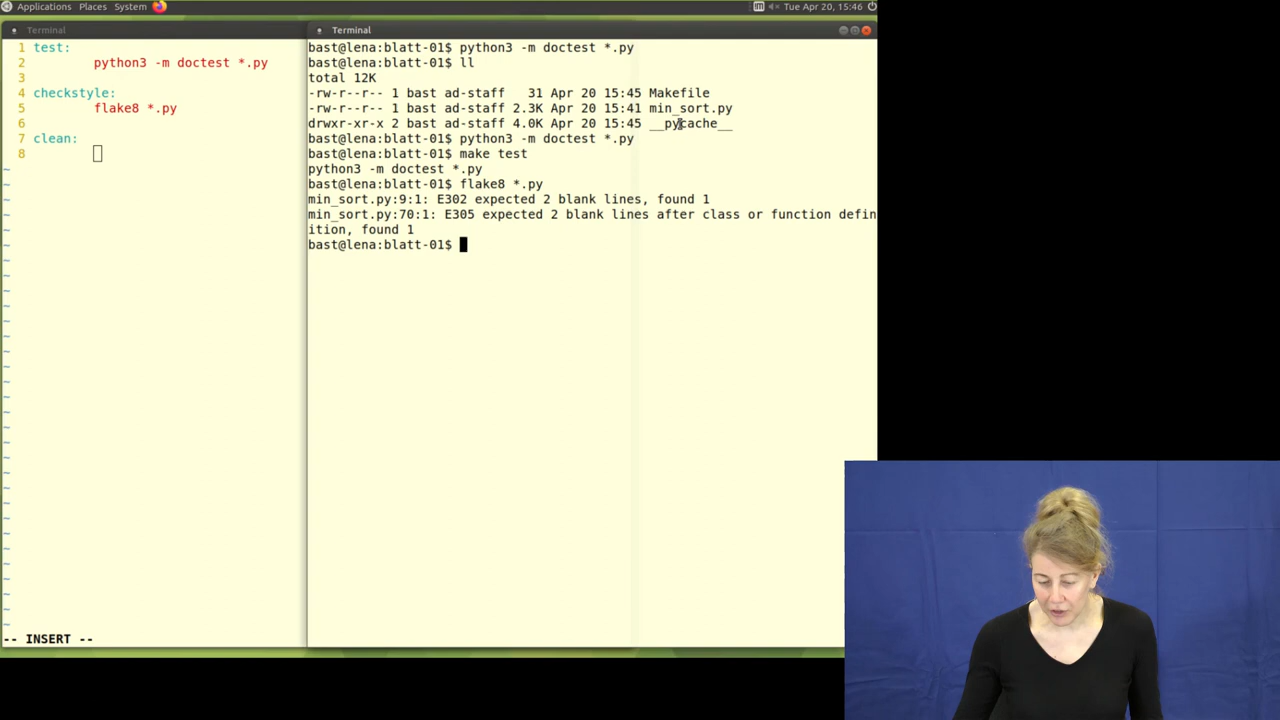 Applications Places System Tue Apr 20, 15:46
Terminal
1 test:
2 python3 -m doctest *.py
3
4 checkstyle:
5 flake8 *.py
6
7 clean:
8
~
-- INSERT --
Terminal
bast@lena:blatt-01$ python3 -m doctest *.py
bast@lena:blatt-01$ ll
total 12K
-rw-r--r-- 1 bast ad-staff 31 Apr 20 15:45 Makefile
-rw-r--r-- 1 bast ad-staff 2.3K Apr 20 15:41 min_sort.py
drwxr-xr-x 2 bast ad-staff 4.0K Apr 20 15:45 __pycache__
bast@lena:blatt-01$ python3 -m doctest *.py
bast@lena:blatt-01$ make test
python3 -m doctest *.py
bast@lena:blatt-01$ flake8 *.py
min_sort.py:9:1: E302 expected 2 blank lines, found 1
min_sort.py:70:1: E305 expected 2 blank lines after class or function defin
ition, found 1
bast@lena:blatt-01$